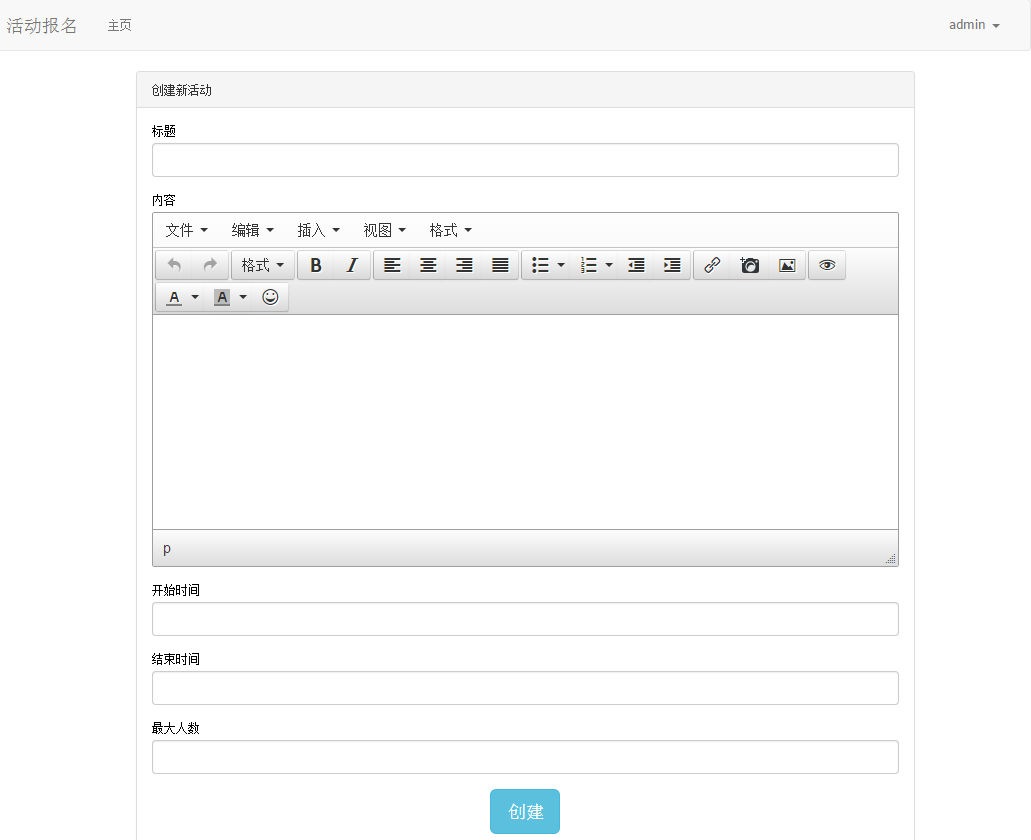 活动报名 主页 admin
创建新活动
标题
内容
文件 编辑 插入 视图 格式
格式 B I
A A
p
开始时间
结束时间
最大人数
创建